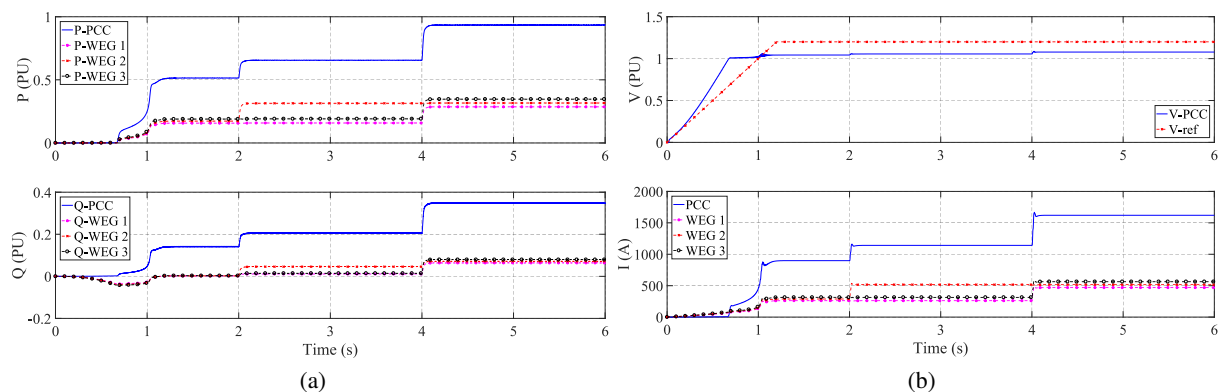 P (PU)
1
0.5
0
P-PCC
P-WEG 1
P-WEG 2
P-WEG 3
0 1 2 3 4 5 6
Q (PU)
0.4
0.2
0
-0.2
Q-PCC
Q-WEG 1
Q-WEG 2
Q-WEG 3
0 1 2 3 4 5 6
Time (s)
(a)
V (PU)
1.5
1
0.5
0
V-PCC
V-ref
0 1 2 3 4 5 6
I (A)
2000
1500
1000
500
0
PCC
WEG 1
WEG 2
WEG 3
0 1 2 3 4 5 6
Time (s)
(b)